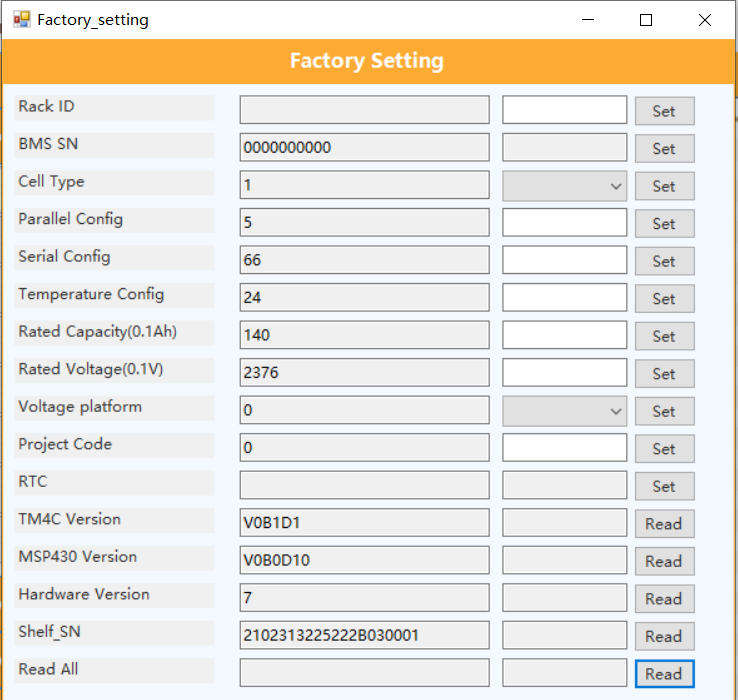 Factory_setting
Factory Setting
Rack ID Set
BMS SN 0000000000 Set
Cell Type 1 Set
Parallel Config 5 Set
Serial Config 66 Set
Temperature Config 24 Set
Rated Capacity(0.1Ah) 140 Set
Rated Voltage(0.1V) 2376 Set
Voltage platform 0 Set
Project Code 0 Set
RTC Set
TM4C Version V0B1D1 Read
MSP430 Version V0B0D10 Read
Hardware Version 7 Read
Shelf_SN 2102313225222B030001 Read
Read All Read